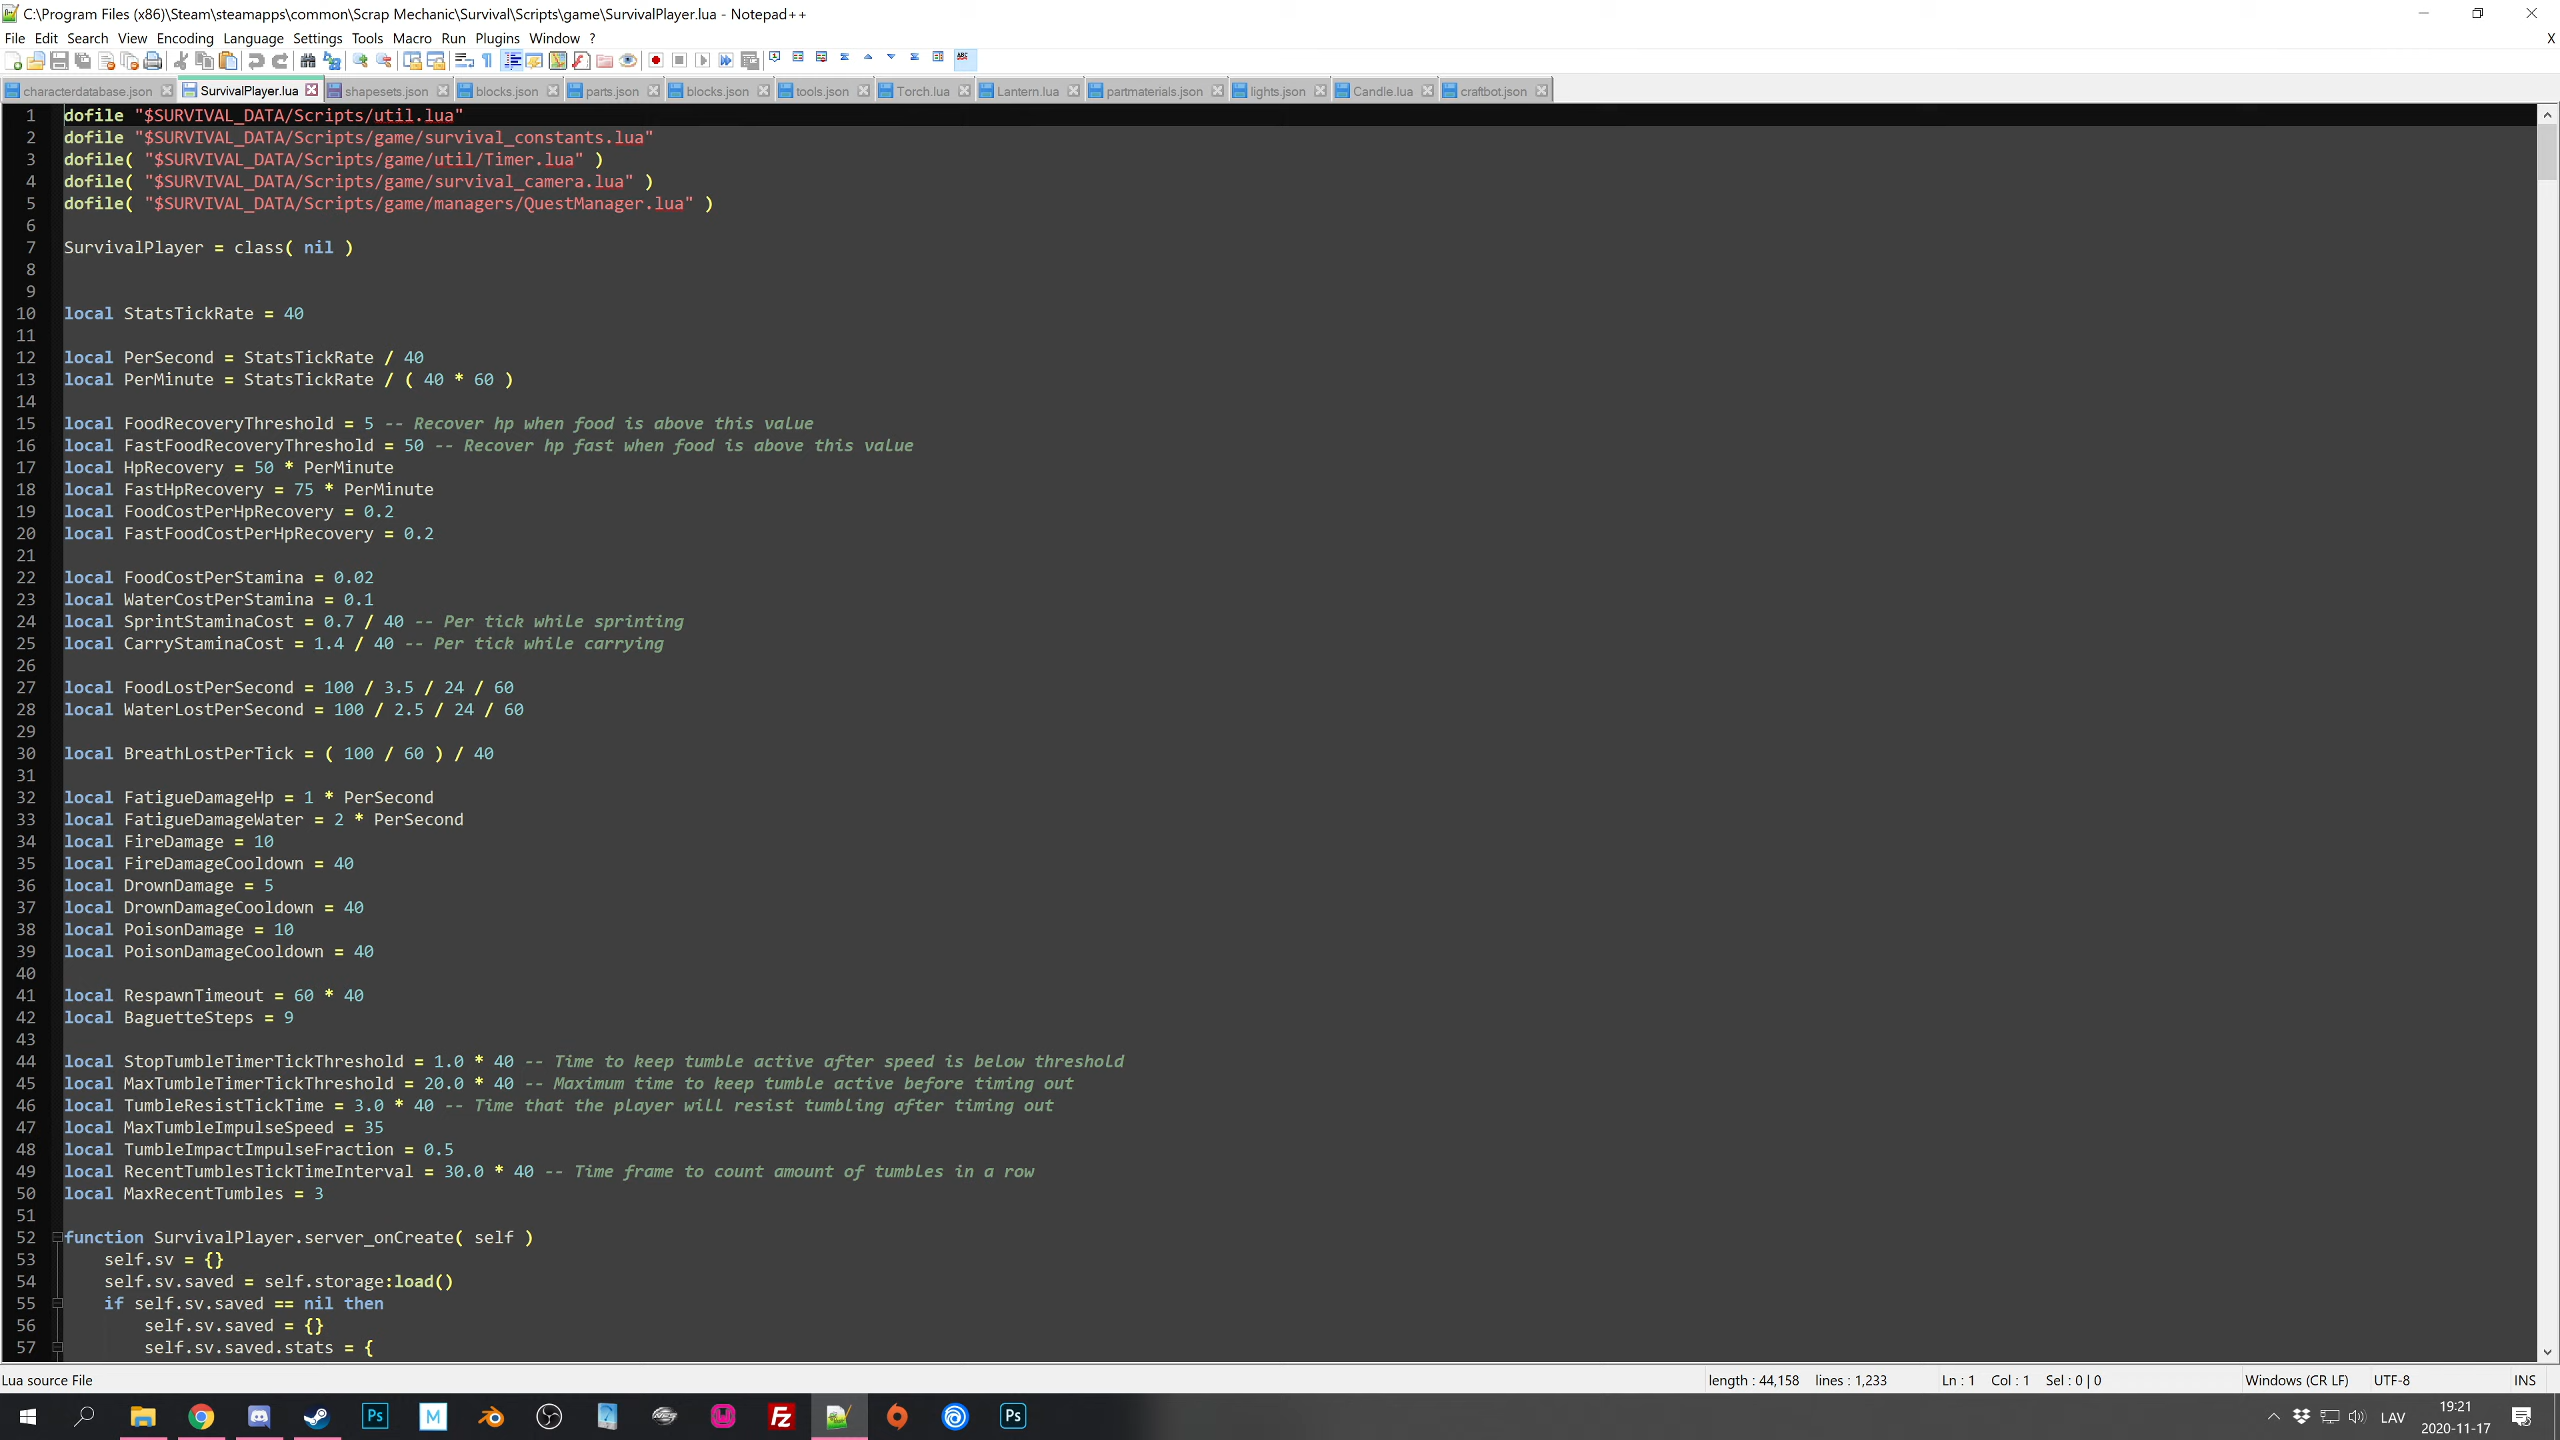 C:\Program Files (x86)\Steam\steamapps\common\Scrap Mechanic\Survival\Scripts\game\SurvivalPlayer.lua - Notepad++
File Edit Search View Encoding Language Settings Tools Macro Run Plugins Window ? X
characterdatabase.json SurvivalPlayer.lua shapesets.json blocks.json parts.json blocks.json tools.json Torch.lua Lantern.lua partmaterials.json lights.json Candle.lua craftbot.json
1 dofile "$SURVIVAL_DATA/Scripts/util.lua"
2 dofile "$SURVIVAL_DATA/Scripts/game/survival_constants.lua"
3 dofile( "$SURVIVAL_DATA/Scripts/game/util/Timer.lua" )
4 dofile( "$SURVIVAL_DATA/Scripts/game/survival_camera.lua" )
5 dofile( "$SURVIVAL_DATA/Scripts/game/managers/QuestManager.lua" )
6
7 SurvivalPlayer = class( nil )
8
9
10 local StatsTickRate = 40
11
12 local PerSecond = StatsTickRate / 40
13 local PerMinute = StatsTickRate / ( 40 * 60 )
14
15 local FoodRecoveryThreshold = 5 -- Recover hp when food is above this value
16 local FastFoodRecoveryThreshold = 50 -- Recover hp fast when food is above this value
17 local HpRecovery = 50 * PerMinute
18 local FastHpRecovery = 75 * PerMinute
19 local FoodCostPerHpRecovery = 0.2
20 local FastFoodCostPerHpRecovery = 0.2
21
22 local FoodCostPerStamina = 0.02
23 local WaterCostPerStamina = 0.1
24 local SprintStaminaCost = 0.7 / 40 -- Per tick while sprinting
25 local CarryStaminaCost = 1.4 / 40 -- Per tick while carrying
26
27 local FoodLostPerSecond = 100 / 3.5 / 24 / 60
28 local WaterLostPerSecond = 100 / 2.5 / 24 / 60
29
30 local BreathLostPerTick = ( 100 / 60 ) / 40
31
32 local FatigueDamageHp = 1 * PerSecond
33 local FatigueDamageWater = 2 * PerSecond
34 local FireDamage = 10
35 local FireDamageCooldown = 40
36 local DrownDamage = 5
37 local DrownDamageCooldown = 40
38 local PoisonDamage = 10
39 local PoisonDamageCooldown = 40
40
41 local RespawnTimeout = 60 * 40
42 local BaguetteSteps = 9
43
44 local StopTumbleTimerTickThreshold = 1.0 * 40 -- Time to keep tumble active after speed is below threshold
45 local MaxTumbleTimerTickThreshold = 20.0 * 40 -- Maximum time to keep tumble active before timing out
46 local TumbleResistTickTime = 3.0 * 40 -- Time that the player will resist tumbling after timing out
47 local MaxTumbleImpulseSpeed = 35
48 local TumbleImpactImpulseFraction = 0.5
49 local RecentTumblesTickTimeInterval = 30.0 * 40 -- Time frame to count amount of tumbles in a row
50 local MaxRecentTumbles = 3
51
52 function SurvivalPlayer.server_onCreate( self )
53 self.sv = {}
54 self.sv.saved = self.storage:load()
55 if self.sv.saved == nil then
56 self.sv.saved = {}
57 self.sv.saved.stats = {
Lua source File length : 44,158 lines : 1,233 Ln : 1 Col : 1 Sel : 0 | 0 Windows (CR LF) UTF-8 INS
Ps M Fz Ps LAV 19:21
2020-11-17